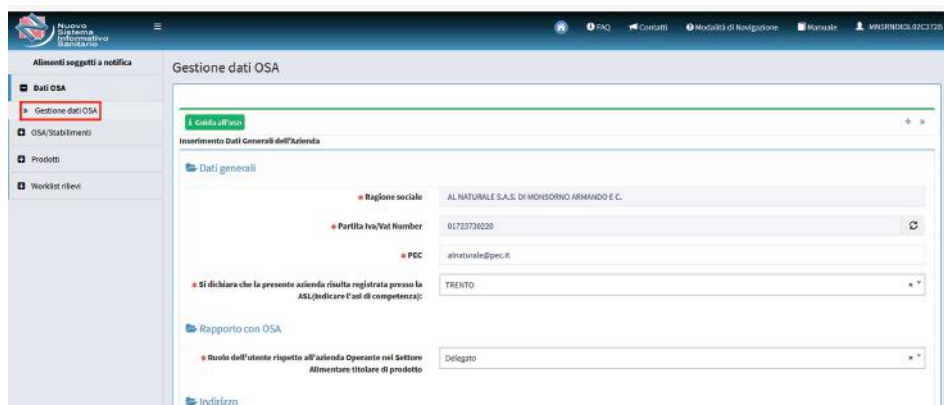 Nuovo
Sistema
Informativo
Sanitario
FAQ
Contatti
Modalità di Navigazione
Manuale
Alimenti soggetti a notifica
Dati OSA
Gestione dati OSA
OSA/Stabilimenti
Prodotti
Worklist rilievi
Gestione dati OSA
Guida all'uso
Inserimento Dati Generali dell'Azienda
Dati generali
* Ragione sociale
AL NATURALE S.A.S. DI MONSORNO ARMANDO E C.
* Partita Iva/Vat Number
01723730220
* PEC
alnaturale@pec.it
* Si dichiara che la presente azienda risulta registrata presso la
ASL(Indicare l'asl di competenza):
TRENTO
Rapporto con OSA
* Ruolo dell'utente rispetto all'azienda Operante nel Settore
Alimentare titolare di prodotto
Delegato
Indirizzo